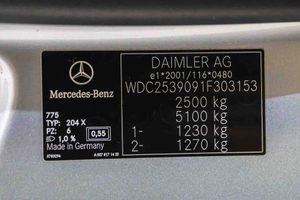 DAIMLER AG
e1*2001/116*0480
WDC2539091F303153
2500 kg
5100 kg
1- 1230 kg
2- 1270 kg
Mercedes-Benz
775
TYP: 204 X
PZ: 6 0,55
1,0 %
Made in Germany